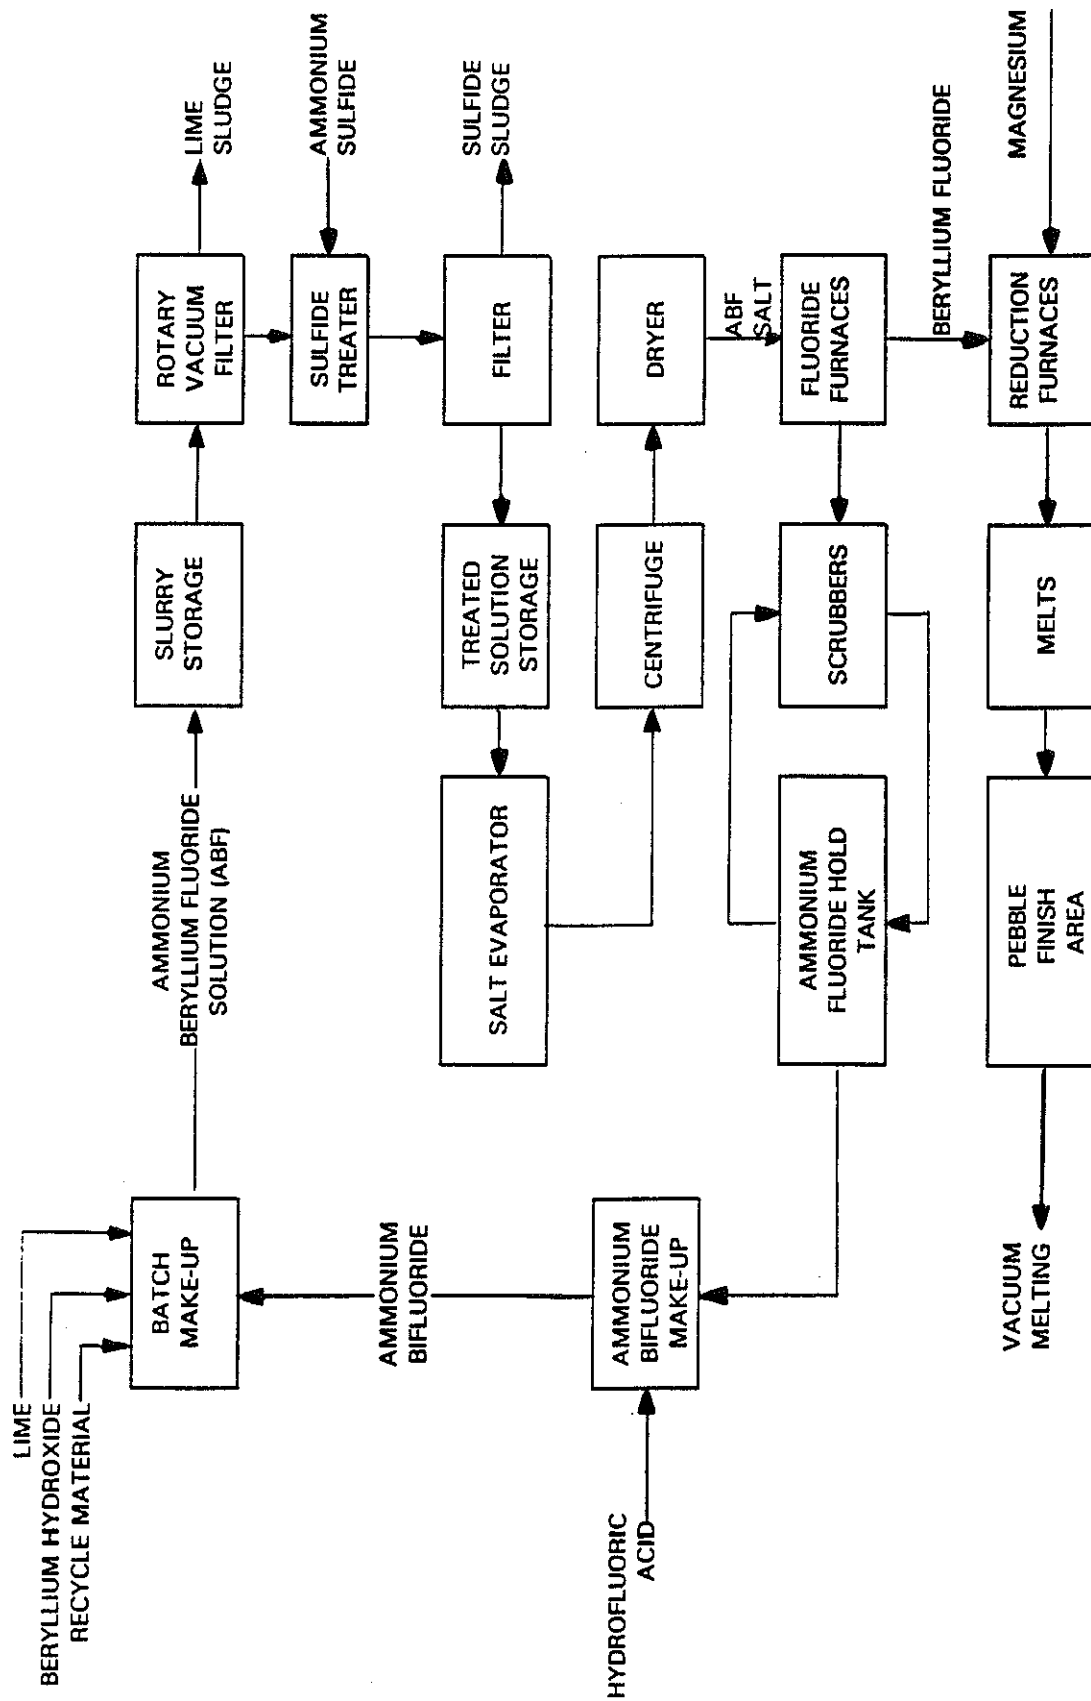 LIME
BERYLLIUM HYDROXIDE
RECYCLE MATERIAL
BATCH
MAKE-UP
AMMONIUM
BERYLLIUM FLUORIDE
SOLUTION (ABF)
SLURRY
STORAGE
ROTARY
VACUUM
FILTER
LIME
SLUDGE
SULFIDE
TREATER
AMMONIUM
SULFIDE
AMMONIUM
BIFLUORIDE
SALT EVAPORATOR
TREATED
SOLUTION
STORAGE
FILTER
SULFIDE
SLUDGE
HYDROFLUORIC
ACID
AMMONIUM
BIFLUORIDE
MAKE-UP
CENTRIFUGE
DRYER
ABF
SALT
AMMONIUM
FLUORIDE HOLD
TANK
SCRUBBERS
FLUORIDE
FURNACES
BERYLLIUM FLUORIDE
VACUUM
MELTING
PEBBLE
FINISH
AREA
MELTS
REDUCTION
FURNACES
MAGNESIUM